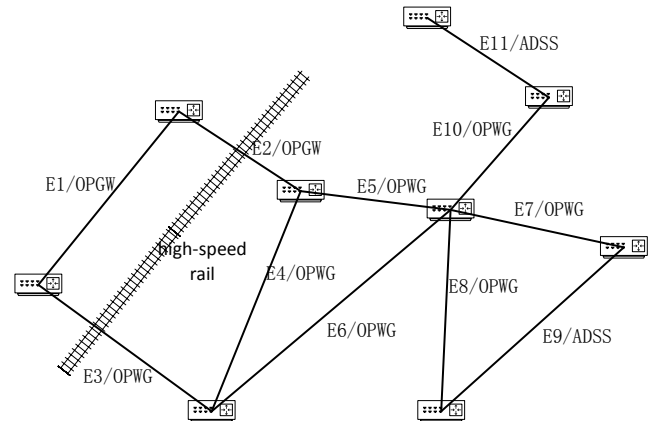 E11/ADSS
E10/OPWG
E2/OPGW
E1/OPGW
E5/OPWG
E7/OPWG
high-speed
rail
E4/OPWG
E8/OPWG
E6/OPWG
E9/ADSS
E3/OPWG